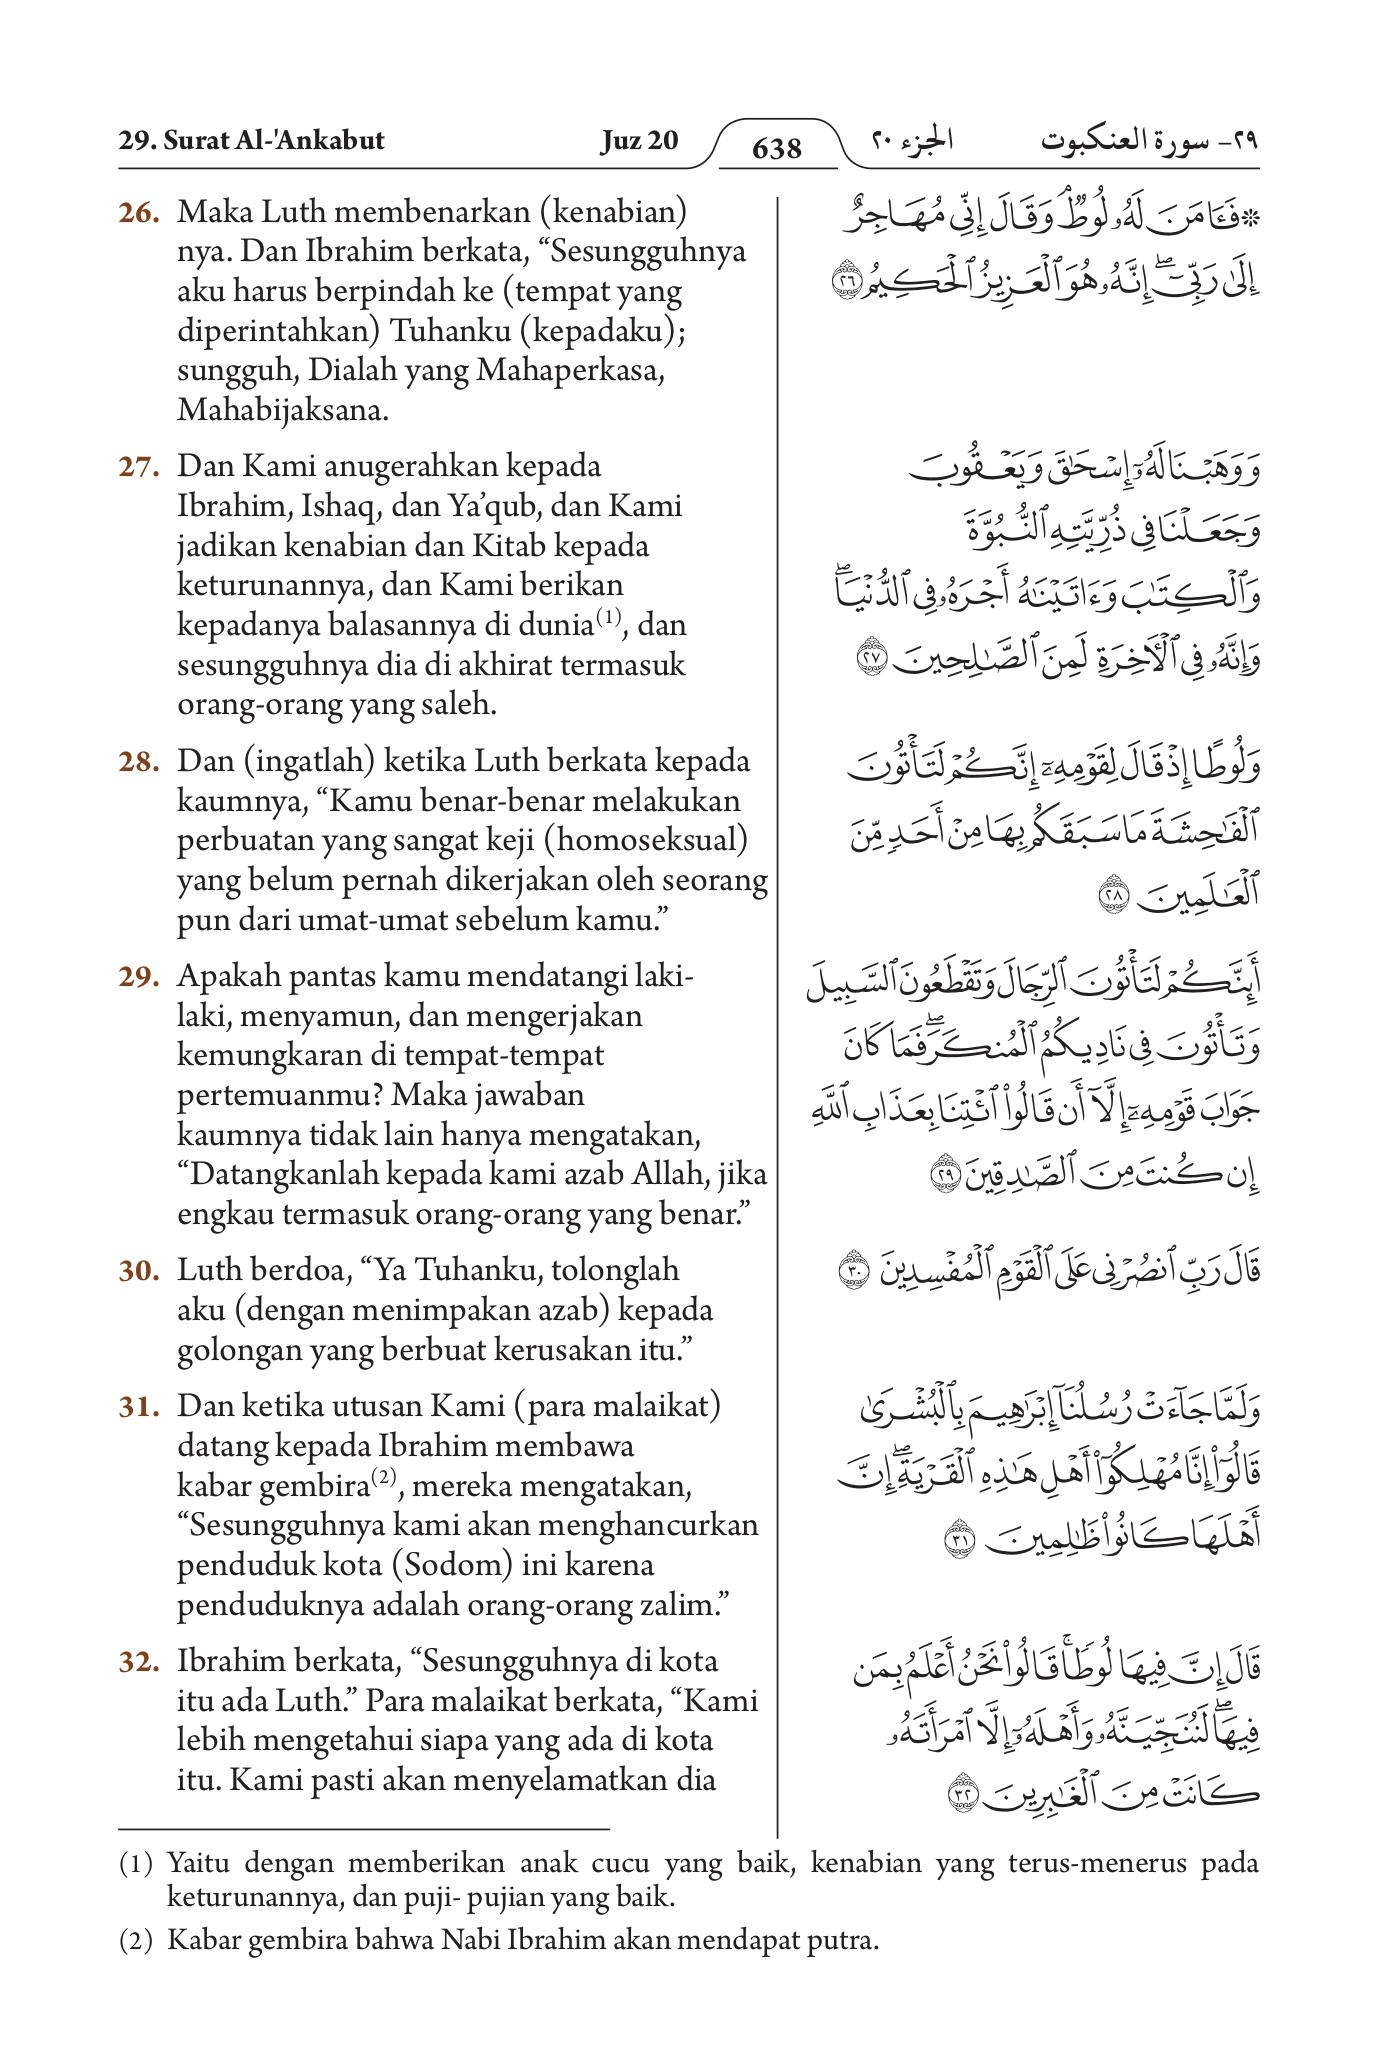 29. Surat Al-'Ankabut Juz 20 638 الجزء ٢٠ ٢٩- سورة العنكبوت
26. Maka Luth membenarkan (kenabian)
nya. Dan Ibrahim berkata, “Sesungguhnya
aku harus berpindah ke (tempat yang
diperintahkan) Tuhanku (kepadaku);
sungguh, Dialah yang Mahaperkasa,
Mahabijaksana.
27. Dan Kami anugerahkan kepada
Ibrahim, Ishaq, dan Ya’qub, dan Kami
jadikan kenabian dan Kitab kepada
keturunannya, dan Kami berikan
kepadanya balasannya di dunia(1), dan
sesungguhnya dia di akhirat termasuk
orang-orang yang saleh.
28. Dan (ingatlah) ketika Luth berkata kepada
kaumnya, “Kamu benar-benar melakukan
perbuatan yang sangat keji (homoseksual)
yang belum pernah dikerjakan oleh seorang
pun dari umat-umat sebelum kamu.”
29. Apakah pantas kamu mendatangi laki-
laki, menyamun, dan mengerjakan
kemungkaran di tempat-tempat
pertemuanmu? Maka jawaban
kaumnya tidak lain hanya mengatakan,
“Datangkanlah kepada kami azab Allah, jika
engkau termasuk orang-orang yang benar.”
30. Luth berdoa, “Ya Tuhanku, tolonglah
aku (dengan menimpakan azab) kepada
golongan yang berbuat kerusakan itu.”
31. Dan ketika utusan Kami (para malaikat)
datang kepada Ibrahim membawa
kabar gembira(2), mereka mengatakan,
“Sesungguhnya kami akan menghancurkan
penduduk kota (Sodom) ini karena
penduduknya adalah orang-orang zalim.”
32. Ibrahim berkata, “Sesungguhnya di kota
itu ada Luth.” Para malaikat berkata, “Kami
lebih mengetahui siapa yang ada di kota
itu. Kami pasti akan menyelamatkan dia
۞ فَـَٔامَنَ لَهُۥ لُوطٌۘ وَقَالَ إِنِّى مُهَاجِرٌ
إِلَىٰ رَبِّىٓۖ إِنَّهُۥ هُوَ ٱلْعَزِيزُ ٱلْحَكِيمُ ٢٦
وَوَهَبْنَا لَهُۥٓ إِسْحَٰقَ وَيَعْقُوبَ
وَجَعَلْنَا فِى ذُرِّيَّتِهِ ٱلنُّبُوَّةَ
وَٱلْكِتَٰبَ وَءَاتَيْنَٰهُ أَجْرَهُۥ فِى ٱلدُّنْيَاۖ
وَإِنَّهُۥ فِى ٱلْءَاخِرَةِ لَمِنَ ٱلصَّٰلِحِينَ ٢٧
وَلُوطًا إِذْ قَالَ لِقَوْمِهِۦٓ إِنَّكُمْ لَتَأْتُونَ
ٱلْفَٰحِشَةَ مَا سَبَقَكُم بِهَا مِنْ أَحَدٍ مِّنَ
ٱلْعَٰلَمِينَ ٢٨
أَئِنَّكُمْ لَتَأْتُونَ ٱلرِّجَالَ وَتَقْطَعُونَ ٱلسَّبِيلَ
وَتَأْتُونَ فِى نَادِيكُمُ ٱلْمُنكَرَۖ فَمَا كَانَ
جَوَابَ قَوْمِهِۦٓ إِلَّآ أَن قَالُوا۟ ٱئْتِنَا بِعَذَابِ ٱللَّهِ
إِن كُنتَ مِنَ ٱلصَّٰدِقِينَ ٢٩
قَالَ رَبِّ ٱنصُرْنِى عَلَى ٱلْقَوْمِ ٱلْمُفْسِدِينَ ٣٠
وَلَمَّا جَآءَتْ رُسُلُنَآ إِبْرَٰهِيمَ بِٱلْبُشْرَىٰ
قَالُوٓا۟ إِنَّا مُهْلِكُوٓا۟ أَهْلِ هَٰذِهِ ٱلْقَرْيَةِۖ إِنَّ
أَهْلَهَا كَانُوا۟ ظَٰلِمِينَ ٣١
قَالَ إِنَّ فِيهَا لُوطًاۚ قَالُوا۟ نَحْنُ أَعْلَمُ بِمَن
فِيهَاۖ لَنُنَجِّيَنَّهُۥ وَأَهْلَهُۥٓ إِلَّا ٱمْرَأَتَهُۥ
كَانَتْ مِنَ ٱلْغَٰبِرِينَ ٣٢
(1) Yaitu dengan memberikan anak cucu yang baik, kenabian yang terus-menerus pada
keturunannya, dan puji- pujian yang baik.
(2) Kabar gembira bahwa Nabi Ibrahim akan mendapat putra.